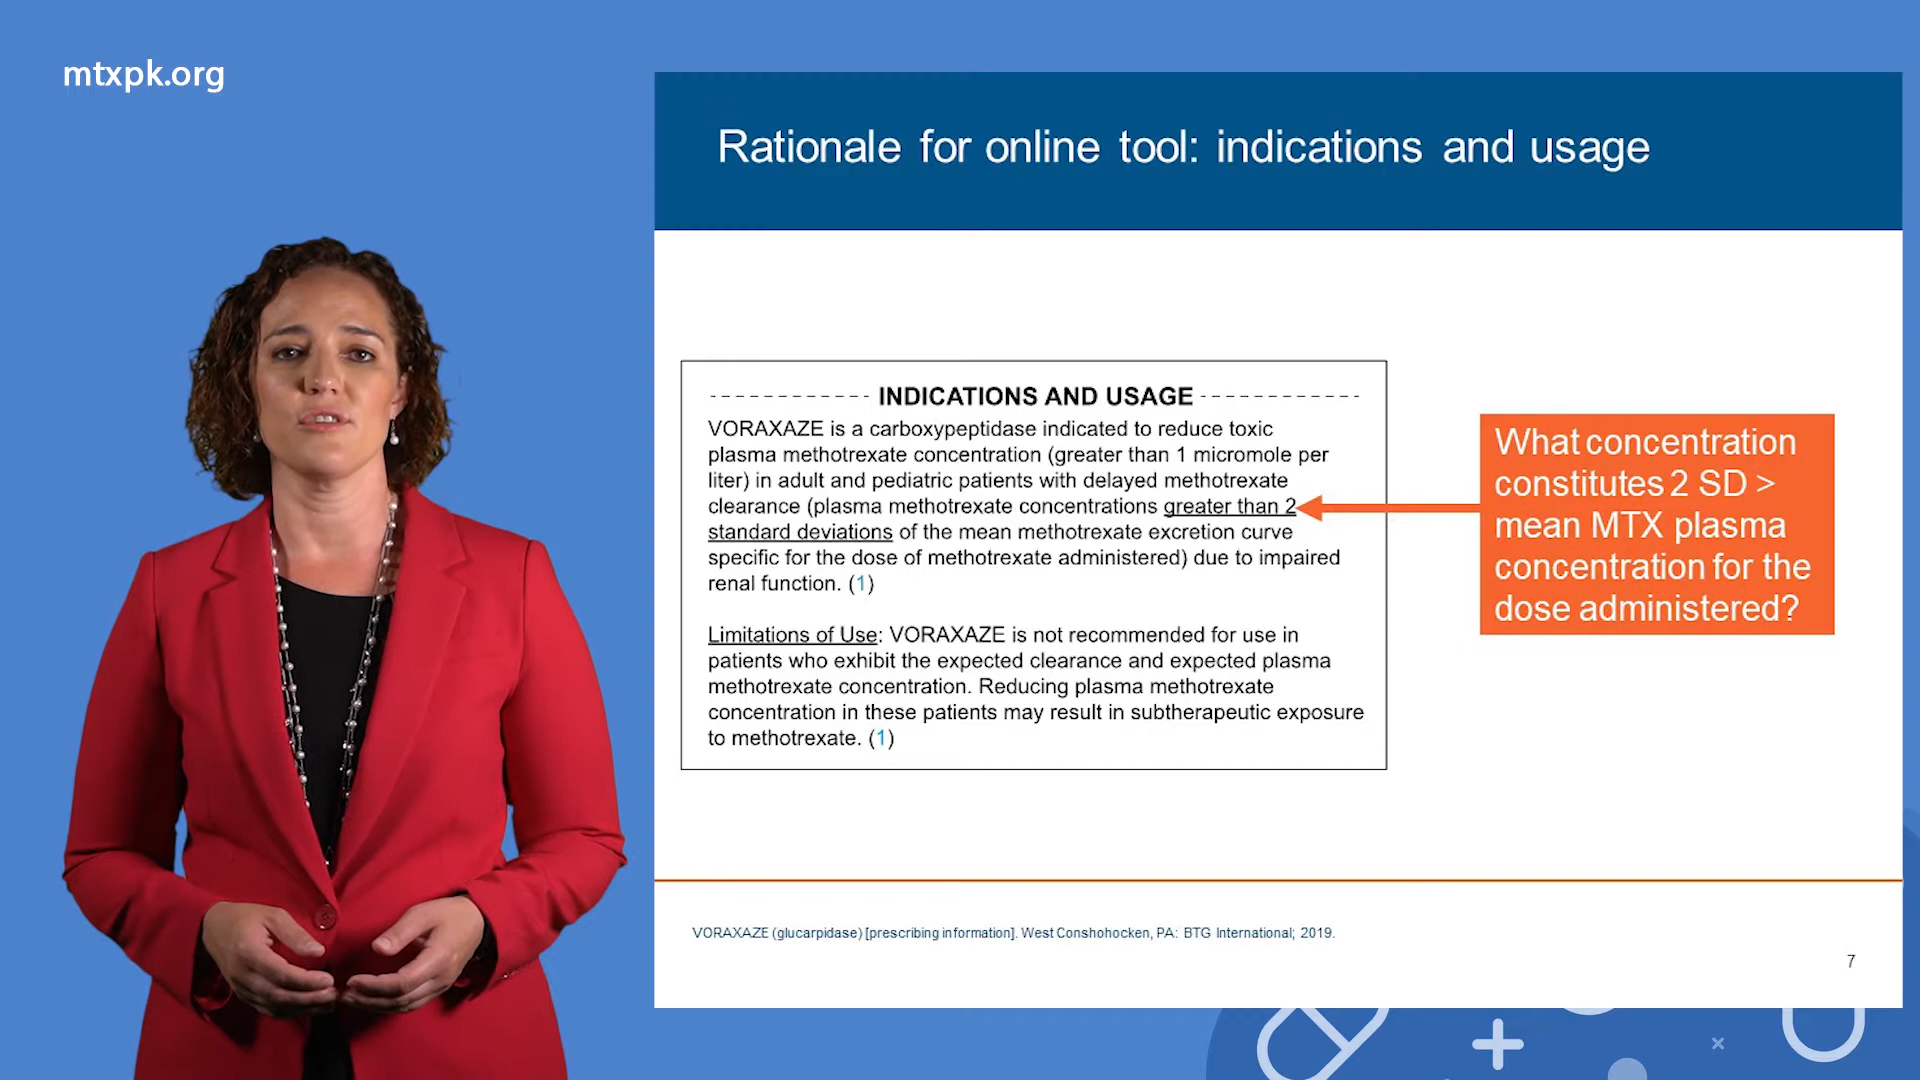 mtxpk.org
Rationale for online tool: indications and usage
INDICATIONS AND USAGE
VORAXAZE is a carboxypeptidase indicated to reduce toxic
plasma methotrexate concentration (greater than 1 micromole per
liter) in adult and pediatric patients with delayed methotrexate
clearance (plasma methotrexate concentrations greater than 2
standard deviations of the mean methotrexate excretion curve
specific for the dose of methotrexate administered) due to impaired
renal function. (1)
Limitations of Use: VORAXAZE is not recommended for use in
patients who exhibit the expected clearance and expected plasma
methotrexate concentration. Reducing plasma methotrexate
concentration in these patients may result in subtherapeutic exposure
to methotrexate. (1)
What concentration
constitutes 2 SD >
mean MTX plasma
concentration for the
dose administered?
VORAXAZE (glucarpidase) [prescribing information]. West Conshohocken, PA: BTG International; 2019.
7